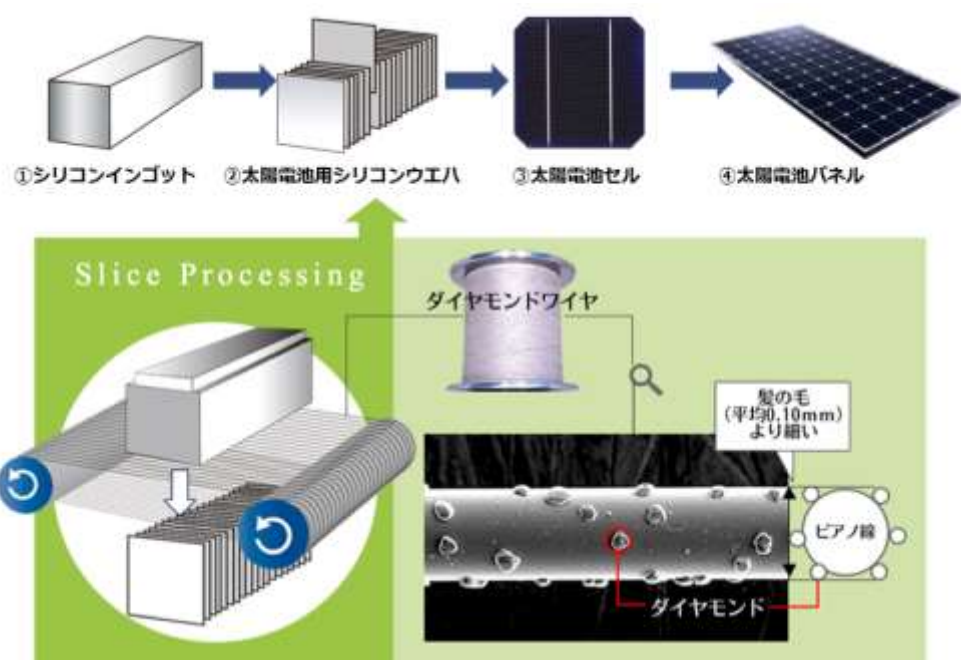 ①シリコンインゴット
②太陽電池用シリコンウエハ
③太陽電池セル
④太陽電池パネル
Slice Processing
ダイヤモンドワイヤ
髪の毛
(平均0.10mm)
より細い
ピアノ線
ダイヤモンド